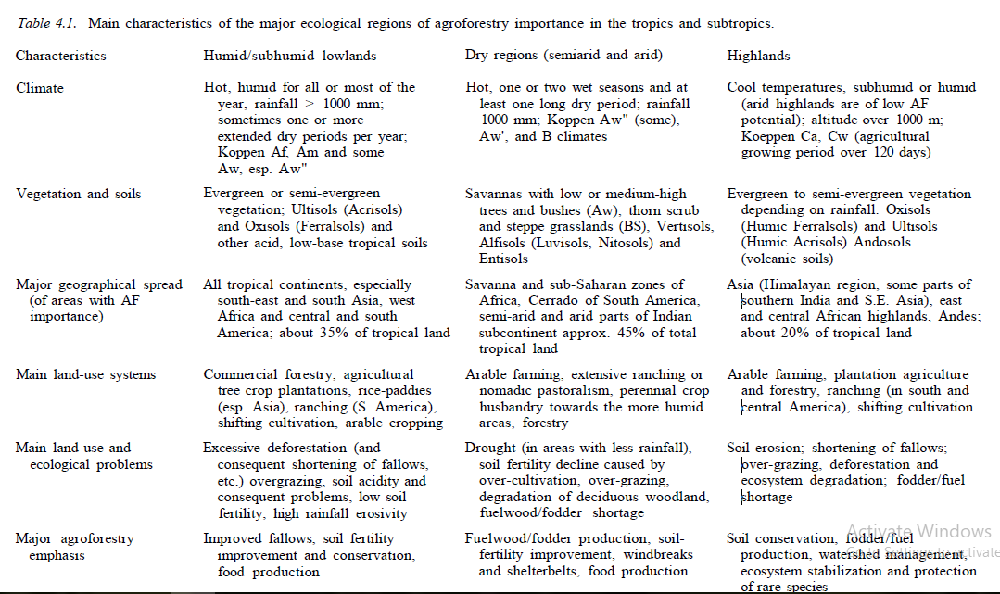 Table 4.1. Main characteristics of the major ecological regions of agroforestry importance in the tropics and subtropics.
Characteristics
Humid/subhumid lowlands
Dry regions (semiarid and arid)
Highlands
Climate
Hot, humid for all or most of the
year, rainfall > 1000 mm;
sometimes one or more
extended dry periods per year;
Koppen Af, Am and some
Aw, esp. Aw"
Hot, one or two wet seasons and at
least one long dry period; rainfall
1000 mm; Koppen Aw" (some),
Aw', and B climates
Cool temperatures, subhumid or humid
(arid highlands are of low AF
potential); altitude over 1000 m;
Koeppen Ca, Cw (agricultural
growing period over 120 days)
Vegetation and soils
Evergreen or semi-evergreen
vegetation; Ultisols (Acrisols)
and Oxisols (Ferralsols) and
other acid, low-base tropical soils
Savannas with low or medium-high
trees and bushes (Aw); thorn scrub
and steppe grasslands (BS), Vertisols,
Alfisols (Luvisols, Nitosols) and
Entisols
Evergreen to semi-evergreen vegetation
depending on rainfall. Oxisols
(Humic Ferralsols) and Ultisols
(Humic Acrisols) Andosols
(volcanic soils)
Major geographical spread
(of areas with AF
importance)
All tropical continents, especially
south-east and south Asia, west
Africa and central and south
America; about 35% of tropical land
Savanna and sub-Saharan zones of
Africa, Cerrado of South America,
semi-arid and arid parts of Indian
subcontinent approx. 45% of total
tropical land
Asia (Himalayan region, some parts of
southern India and S.E. Asia), east
and central African highlands, Andes;
about 20% of tropical land
Main land-use systems
Commercial forestry, agricultural
tree crop plantations, rice-paddies
(esp. Asia), ranching (S. America),
shifting cultivation, arable cropping
Arable farming, extensive ranching or
nomadic pastoralism, perennial crop
husbandry towards the more humid
areas, forestry
Arable farming, plantation agriculture
and forestry, ranching (in south and
central America), shifting cultivation
Main land-use and
ecological problems
Excessive deforestation (and
consequent shortening of fallows,
etc.) overgrazing, soil acidity and
consequent problems, low soil
fertility, high rainfall erosivity
Drought (in areas with less rainfall),
soil fertility decline caused by
over-cultivation, over-grazing,
degradation of deciduous woodland,
fuelwood/fodder shortage
Soil erosion; shortening of fallows;
over-grazing, deforestation and
ecosystem degradation; fodder/fuel
shortage
Major agroforestry
emphasis
Improved fallows, soil fertility
improvement and conservation,
food production
Fuelwood/fodder production, soil-
fertility improvement, windbreaks
and shelterbelts, food production
Soil conservation, fodder/fuel
production, watershed management,
ecosystem stabilization and protection
of rare species
Activate Windows
Go to Settings to activate